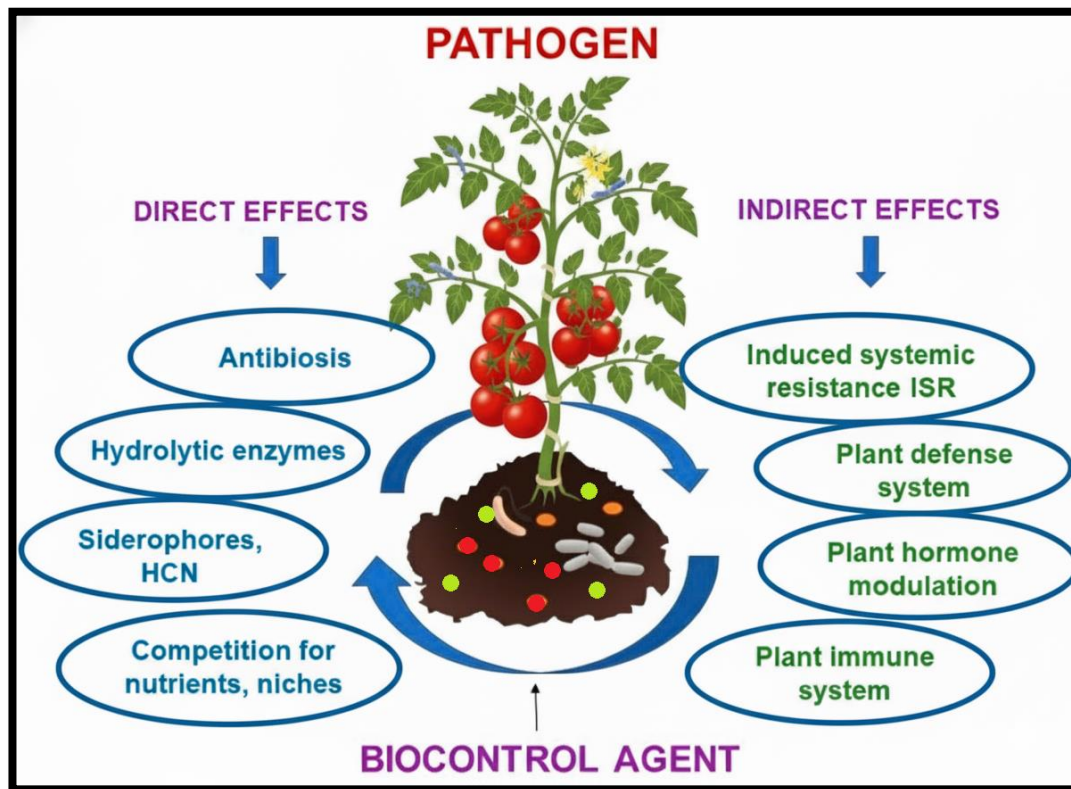 PATHOGEN
DIRECT EFFECTS
Antibiosis
Hydrolytic enzymes
Siderophores,
HCN
Competition for
nutrients, niches
INDIRECT EFFECTS
Induced systemic
resistance ISR
Plant defense
system
Plant hormone
modulation
Plant immune
system
BIOCONTROL AGENT